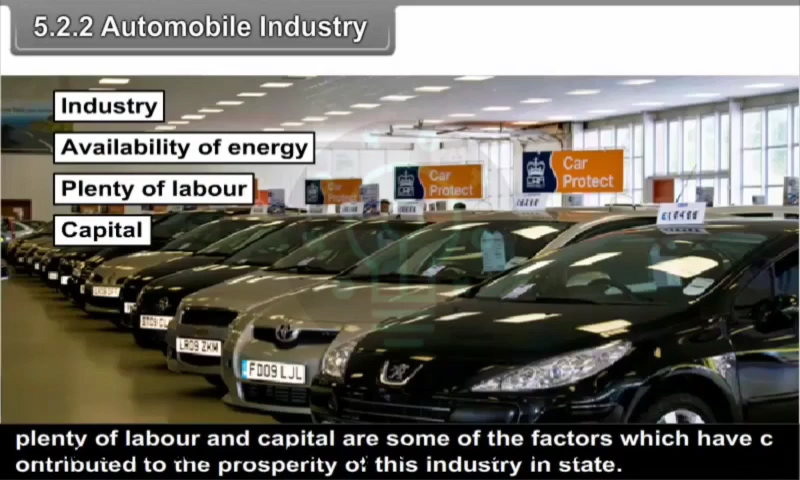 5.2.2 Automobile Industry
Industry
Availability of energy
Plenty of labour
Capital
Car
Protect
Car
Protect
LR09 ZKM
FD09 LJL
plenty of labour and capital are some of the factors which have c
ontributed to the prosperity of this industry in state.